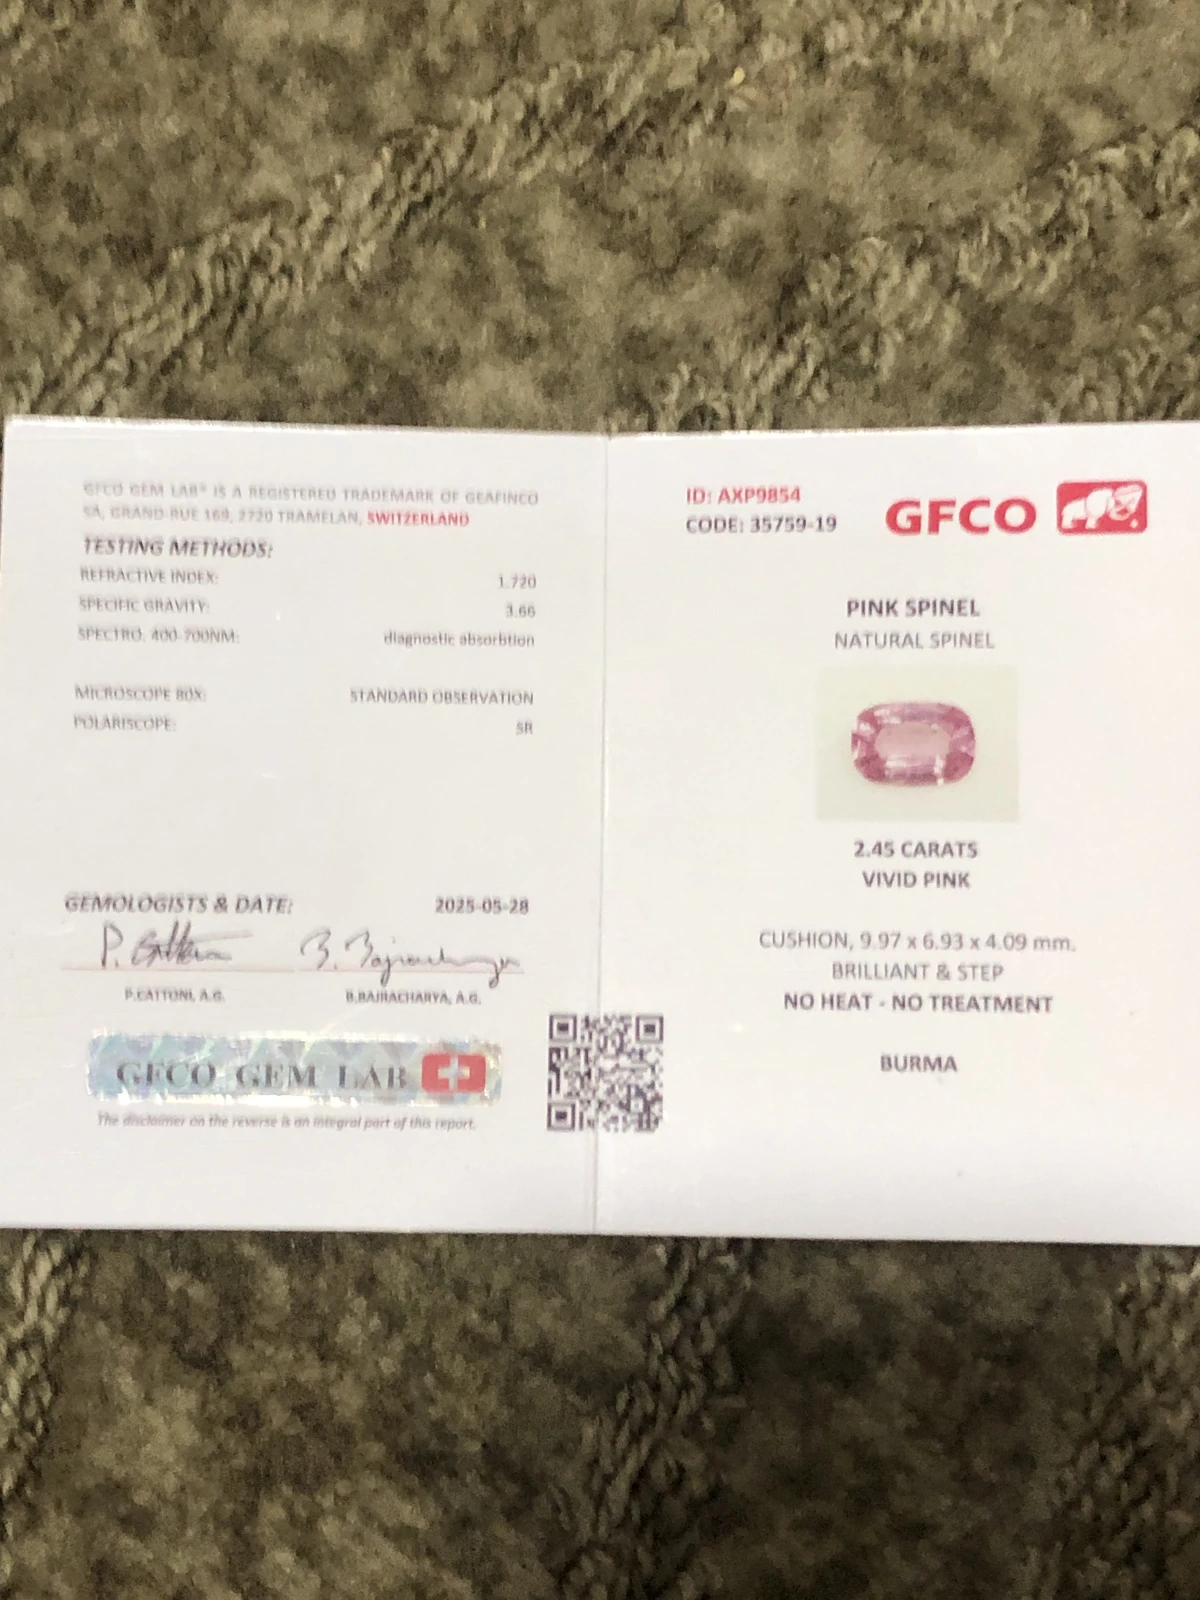 GFCO GEM LAB® IS A REGISTERED TRADEMARK OF GEAFINCO
SA, GRAND-RUE 169, 2720 TRAMELAN, SWITZERLAND
TESTING METHODS:
REFRACTIVE INDEX: 1.720
SPECIFIC GRAVITY: 3.66
SPECTRO. 400-700NM: diagnostic absorbtion
MICROSCOPE 80X: STANDARD OBSERVATION
POLARISCOPE: SR
GEMOLOGISTS & DATE: 2025-05-28
P. Cattoni B. Bajracharya
P.CATTONI, A.G. B.BAJRACHARYA, A.G.
GFCO GEM LAB
The disclaimer on the reverse is an integral part of this report.
ID: AXP9854
CODE: 35759-19
GFCO
PINK SPINEL
NATURAL SPINEL
2.45 CARATS
VIVID PINK
CUSHION, 9.97 x 6.93 x 4.09 mm.
BRILLIANT & STEP
NO HEAT - NO TREATMENT
BURMA